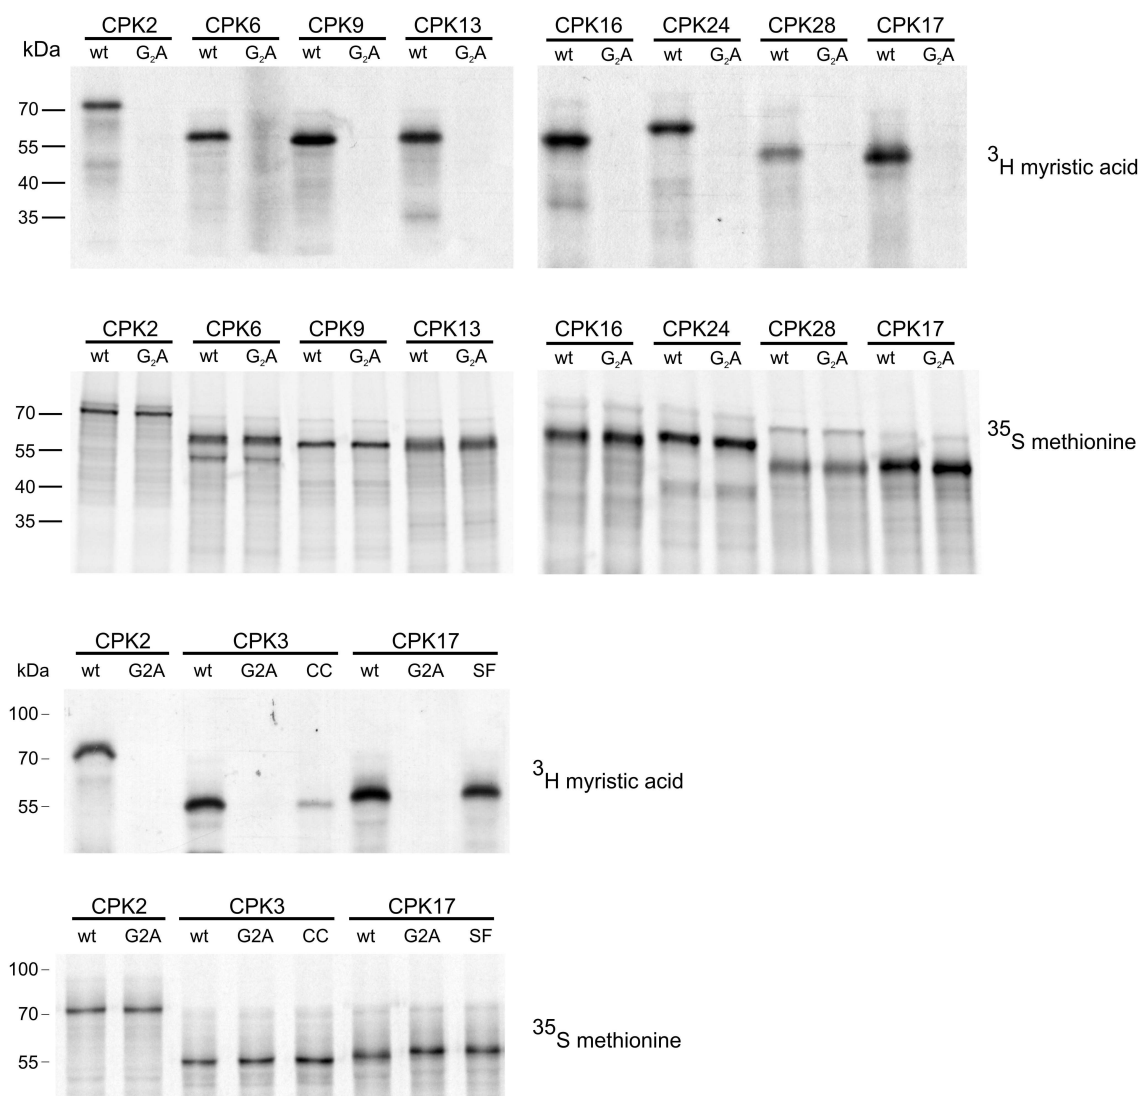 CPK2 CPK6 CPK9 CPK13 CPK16 CPK24 CPK28 CPK17
kDa wt G₂A wt G₂A wt G₂A wt G₂A wt G₂A wt G₂A wt G₂A wt G₂A
70
55
40
35
³H myristic acid
CPK2 CPK6 CPK9 CPK13 CPK16 CPK24 CPK28 CPK17
wt G₂A wt G₂A wt G₂A wt G₂A wt G₂A wt G₂A wt G₂A wt G₂A
70
55
40
35
³⁵S methionine
CPK2 CPK3 CPK17
kDa wt G2A wt G2A CC wt G2A SF
100
70
55
³H myristic acid
CPK2 CPK3 CPK17
wt G2A wt G2A CC wt G2A SF
100
70
55
³⁵S methionine